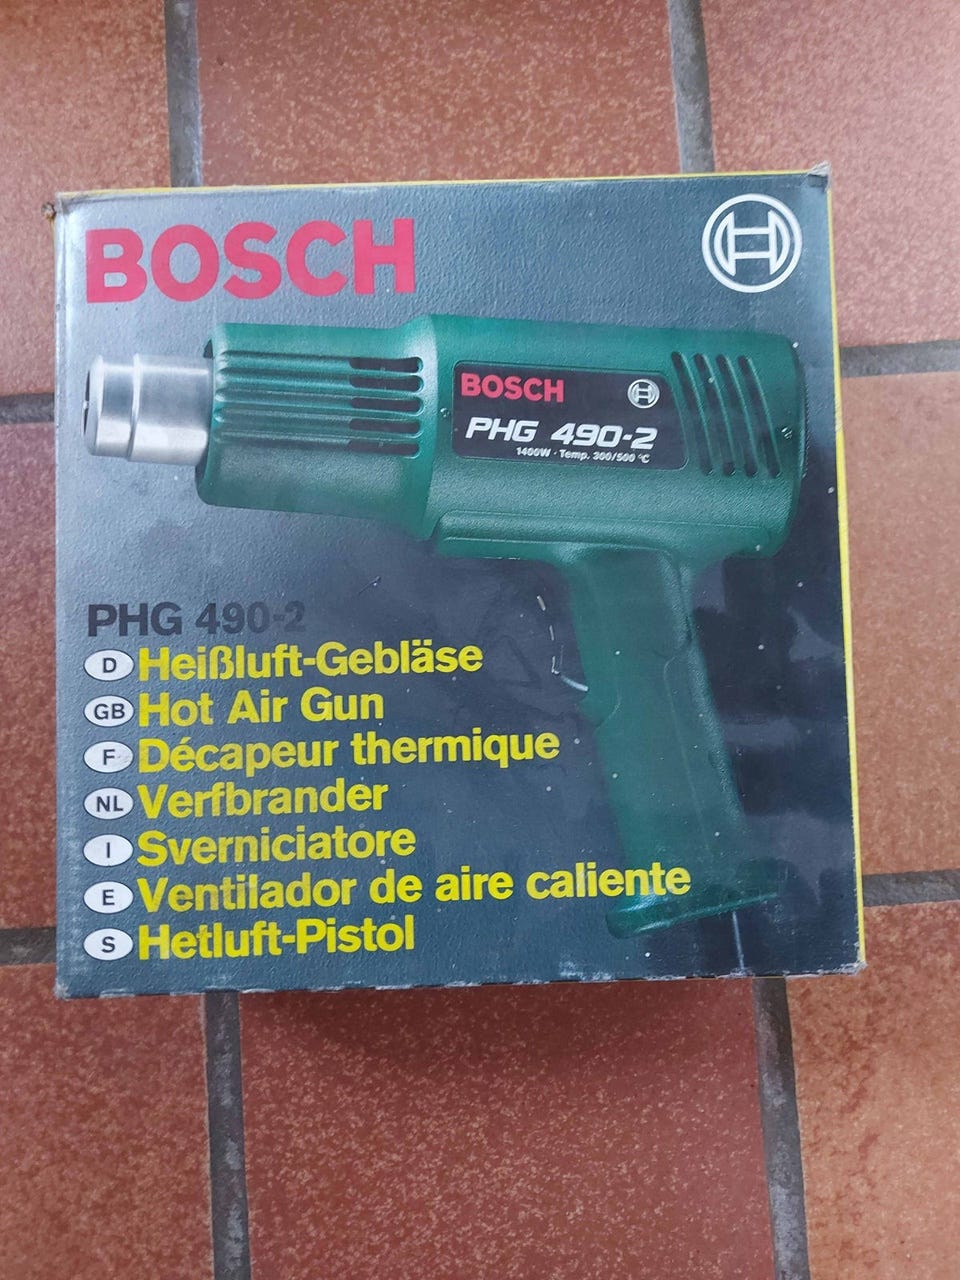 BOSCH
BOSCH
PHG 490-2
1400W · Temp. 300/500 °C
PHG 490-2
D Heißluft-Gebläse
GB Hot Air Gun
F Décapeur thermique
NL Verfbrander
I Sverniciatore
E Ventilador de aire caliente
S Hetluft-Pistol